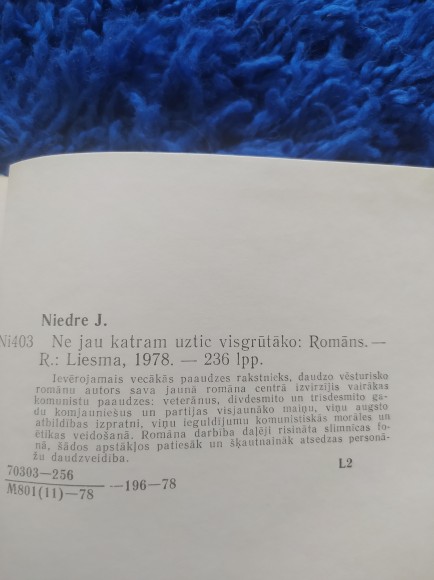 Niedre J.
Ni403 Ne jau katram uztic visgrūtāko: Romāns. —
R.: Liesma, 1978. — 236 lpp.
Ievērojamais vecākās paaudzes rakstnieks, daudzo vēsturisko
romānu autors sava jaunā romāna centrā izvirzījis vairākas
komunistu paaudzes: veterānus, divdesmito un trīsdesmito ga-
du komjauniešus un partijas visjaunāko maiņu, viņu augsto
atbildības izpratni, viņu ieguldījumu komunistiskās morāles un
ētikas veidošanā. Romāna darbība daļēji risināta slimnīcas fo-
nā, šādos apstākļos patiesāk un šķautnaināk atsedzas personā-
žu daudzveidība.
70303—256
M801(11)—78 —196—78
L2